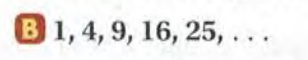 B 1, 4, 9, 16, 25, . . .